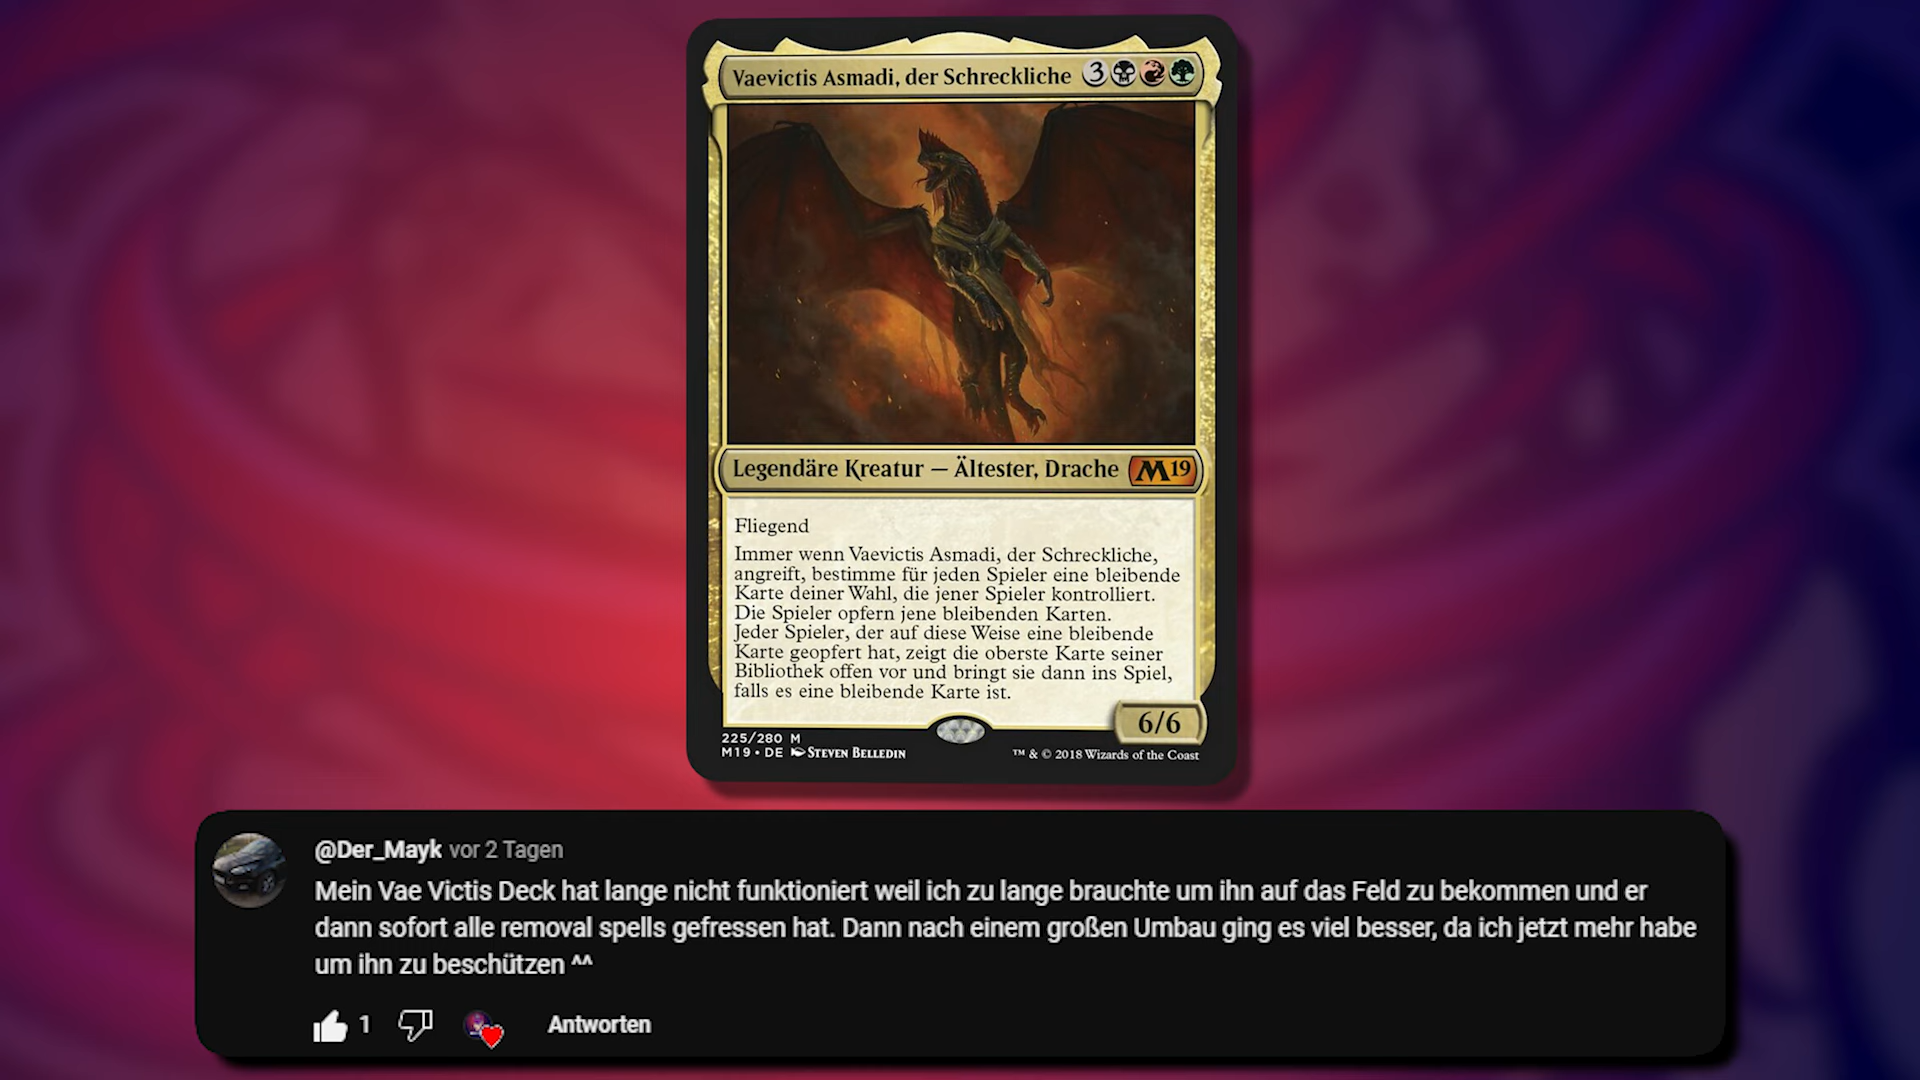 Vaevictis Asmadi, der Schreckliche 3
Legendäre Kreatur — Ältester, Drache M19
Fliegend
Immer wenn Vaevictis Asmadi, der Schreckliche,
angreift, bestimme für jeden Spieler eine bleibende
Karte deiner Wahl, die jener Spieler kontrolliert.
Die Spieler opfern jene bleibenden Karten.
Jeder Spieler, der auf diese Weise eine bleibende
Karte geopfert hat, zeigt die oberste Karte seiner
Bibliothek offen vor und bringt sie dann ins Spiel,
falls es eine bleibende Karte ist.
6/6
225/280 M
M19 • DE STEVEN BELLEDIN
™ & © 2018 Wizards of the Coast
@Der_Mayk vor 2 Tagen
Mein Vae Victis Deck hat lange nicht funktioniert weil ich zu lange brauchte um ihn auf das Feld zu bekommen und er
dann sofort alle removal spells gefressen hat. Dann nach einem großen Umbau ging es viel besser, da ich jetzt mehr habe
um ihn zu beschützen ^^
1 Antworten